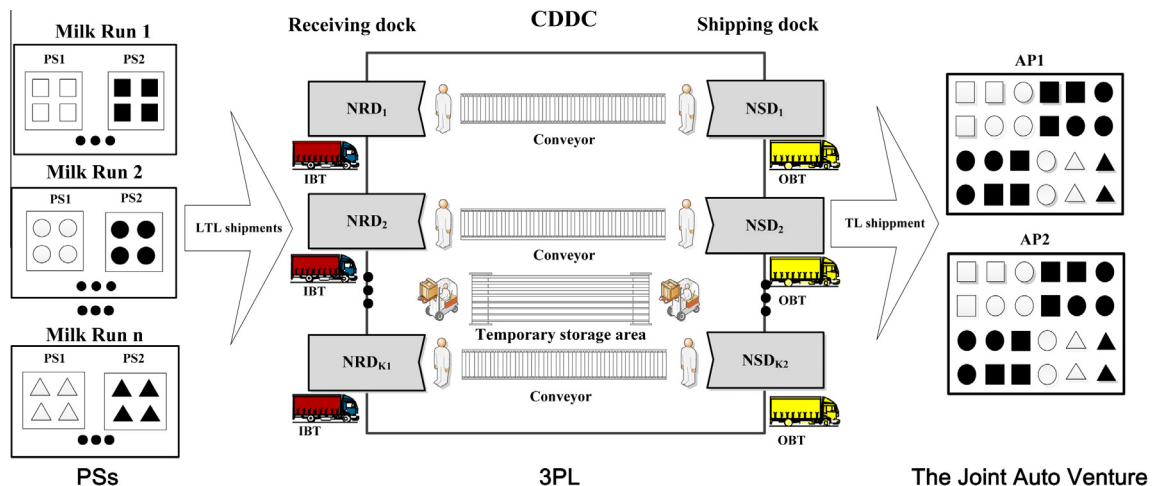 CDDC
Receiving dock
Shipping dock
Milk Run 1
PS1 PS2
Milk Run 2
PS1 PS2
Milk Run n
PS1 PS2
PSs
LTL shipments
NRD1
IBT
NRD2
IBT
NRDK1
IBT
Conveyor
Conveyor
Temporary storage area
Conveyor
3PL
NSD1
OBT
NSD2
OBT
NSDK2
OBT
TL shippment
AP1
AP2
The Joint Auto Venture